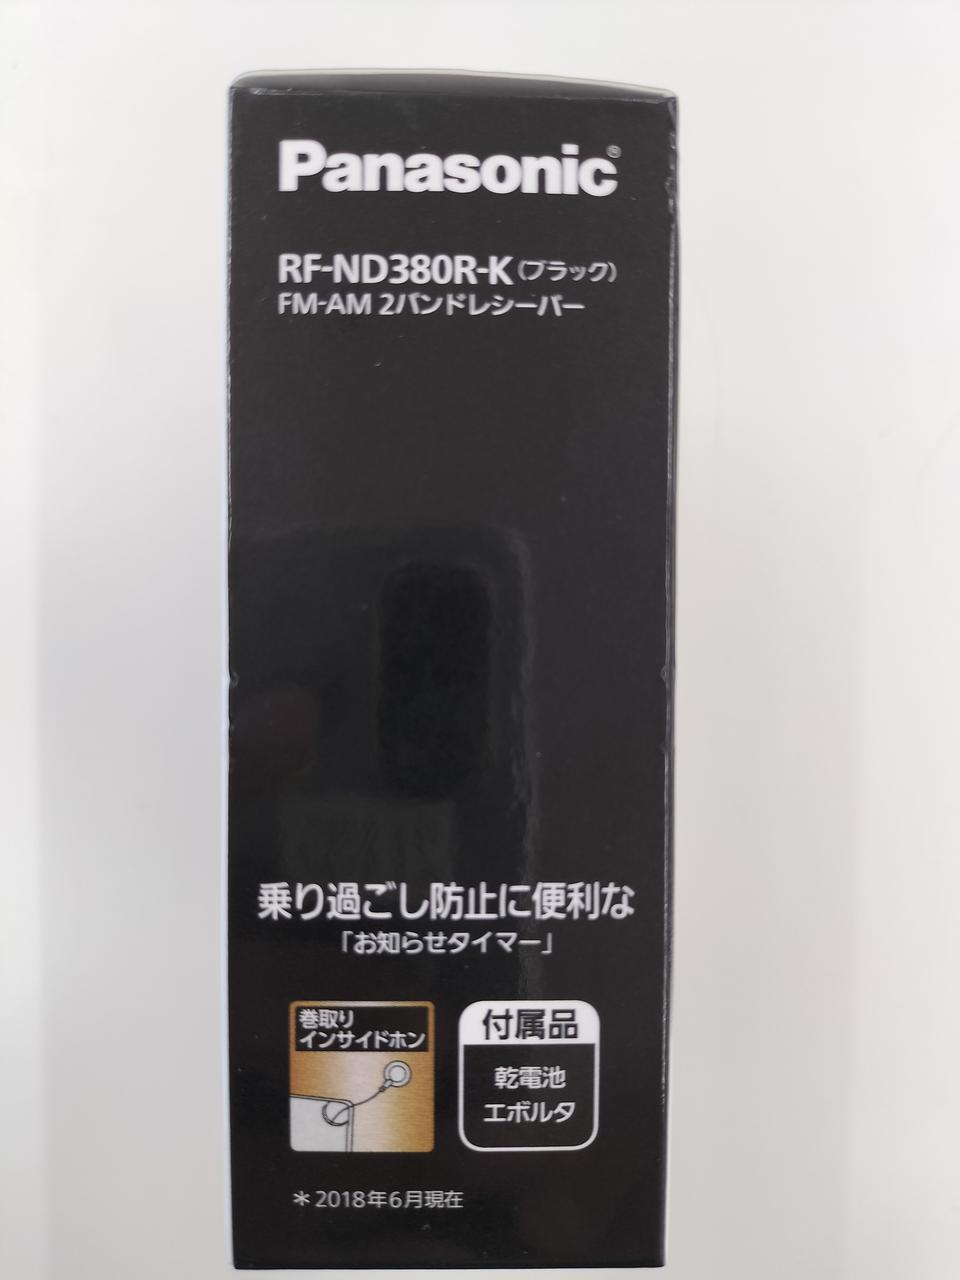 Panasonic®
RF-ND380R-K（ブラック）
FM-AM 2バンドレシーバー
乗り過ごし防止に便利な
「お知らせタイマー」
巻取り
インサイドホン
付属品
乾電池
エボルタ
＊2018年6月現在